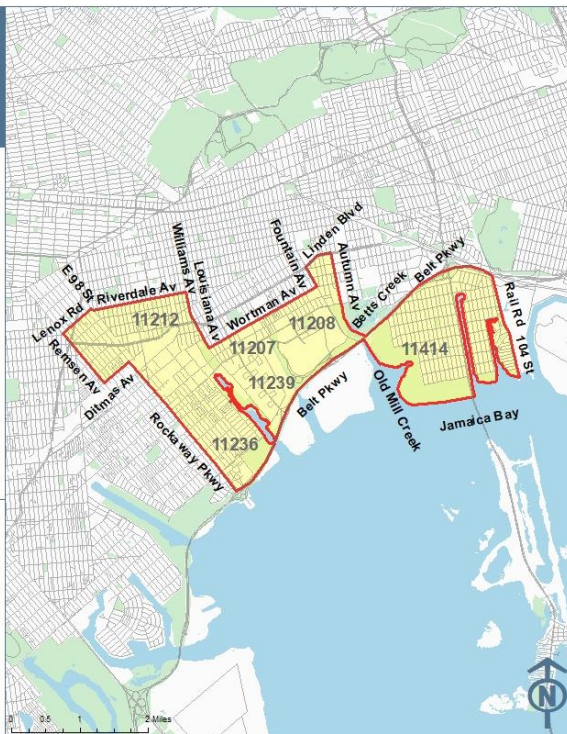 Linden Blvd
Fountain Av
Autumn Av
Williams Av
Louisiana Av
Wortman Av
Betts Creek
Belt Pkwy
E 98 St
Riverdale Av
Lenox Rd
Remsen Av
Ditmas Av
11212
11207
11208
11239
11414
11236
Rail Rd 104 St
Belt Pkwy
Old Mill Creek
Jamaica Bay
Rockaway Pkwy
0 0.5 1 2 Miles
N